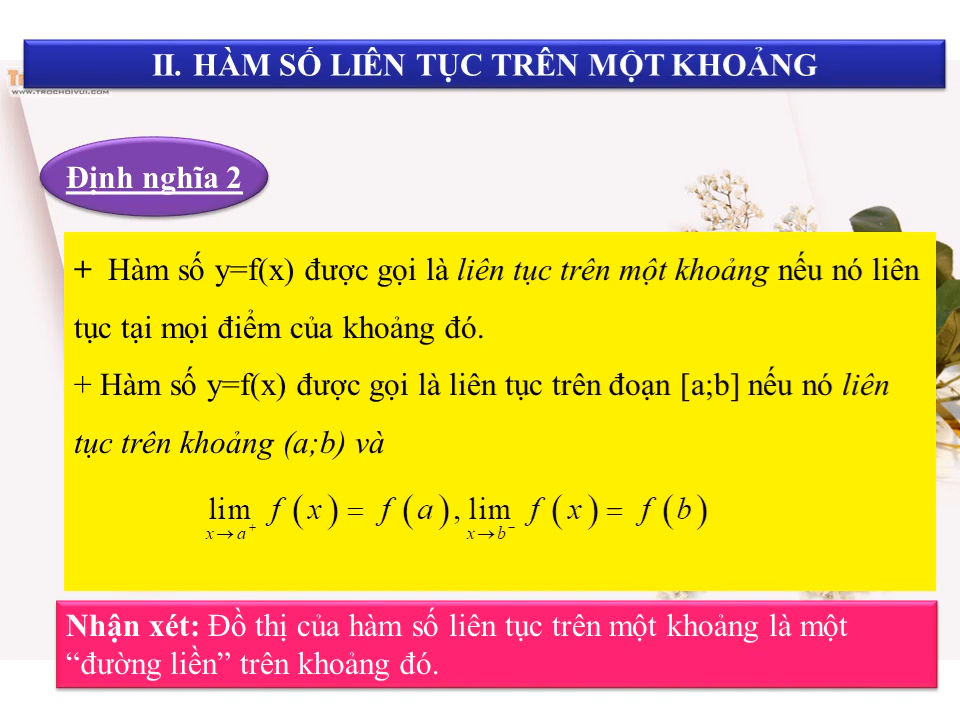 II. HÀM SỐ LIÊN TỤC TRÊN MỘT KHOẢNG
WWW.TROCHOIVUI.COM
Định nghĩa 2
+ Hàm số y=f(x) được gọi là liên tục trên một khoảng nếu nó liên
tục tại mọi điểm của khoảng đó.
+ Hàm số y=f(x) được gọi là liên tục trên đoạn [a;b] nếu nó liên
tục trên khoảng (a;b) và
lim f(x) = f(a), lim f(x) = f(b)
x→a⁺ x→b⁻
Nhận xét: Đồ thị của hàm số liên tục trên một khoảng là một
“đường liền” trên khoảng đó.